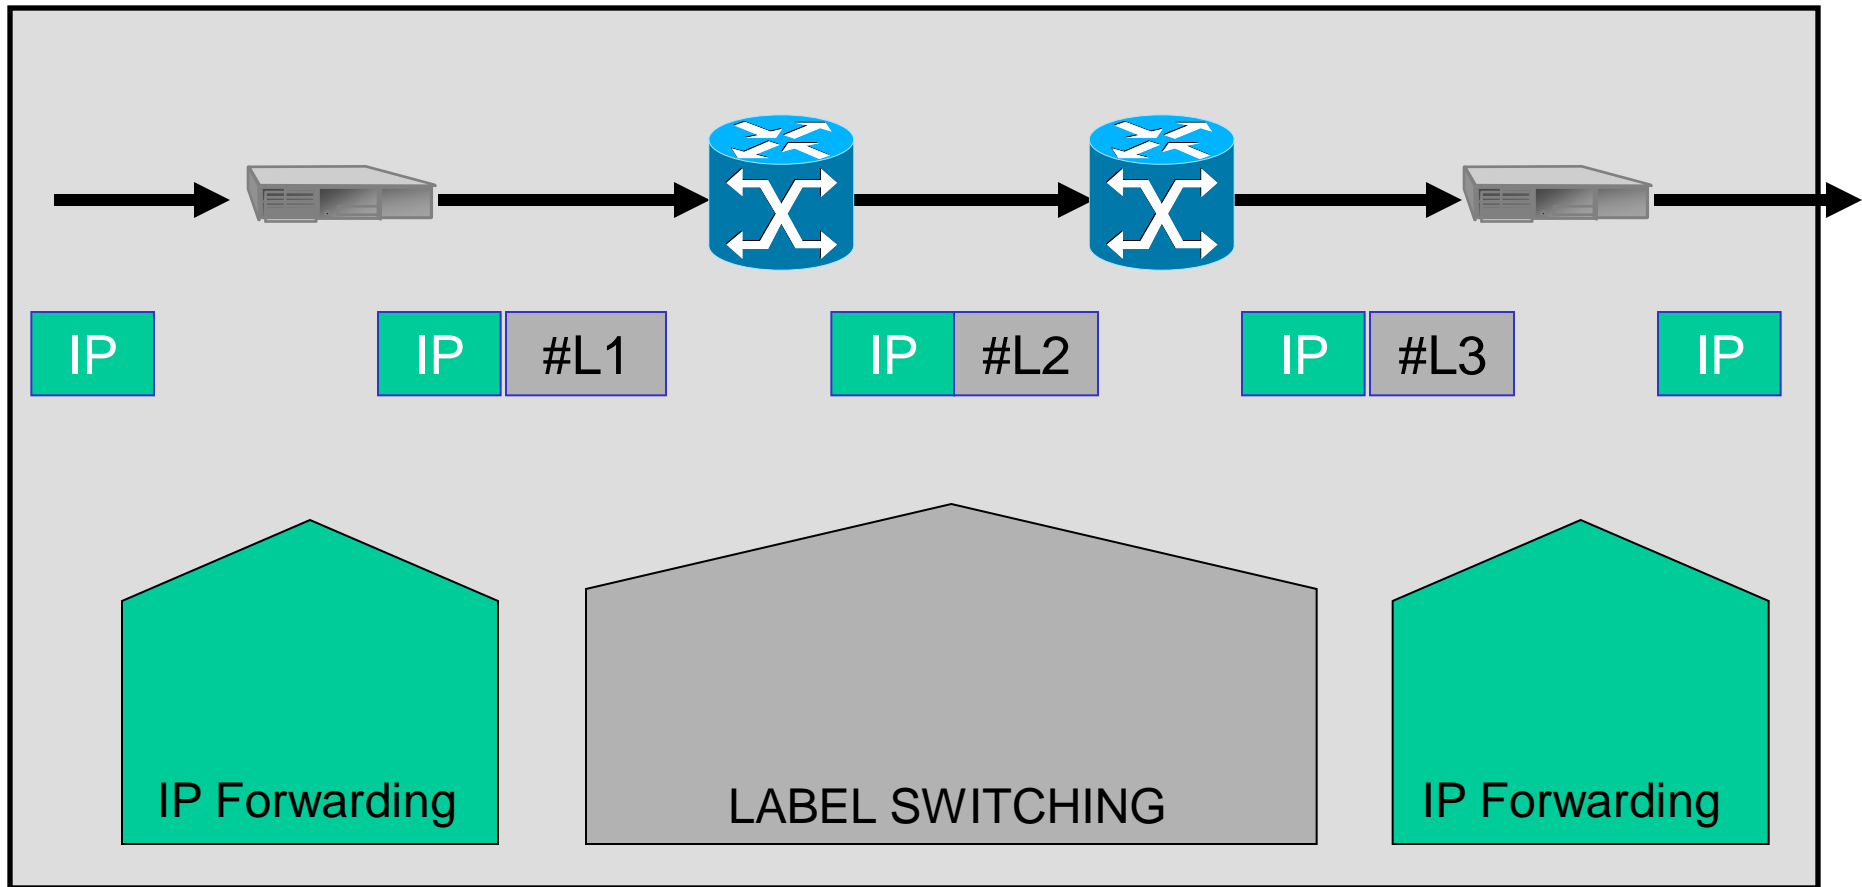 IP
IP #L1
IP #L2
IP #L3
IP
IP Forwarding
LABEL SWITCHING
IP Forwarding